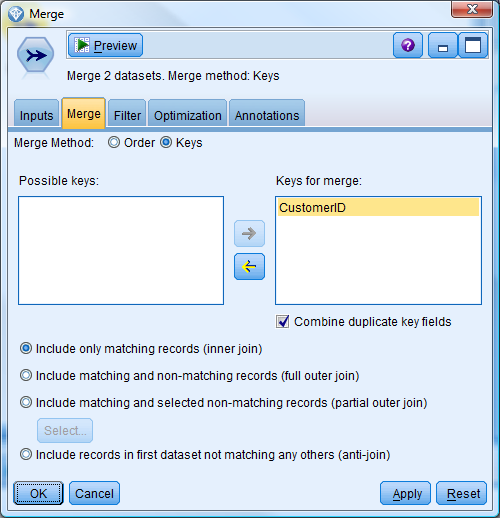 Merge
Preview
?
Merge 2 datasets. Merge method: Keys
Inputs Merge Filter Optimization Annotations
Merge Method: Order Keys
Possible keys: Keys for merge:
CustomerID
Combine duplicate key fields
Include only matching records (inner join)
Include matching and non-matching records (full outer join)
Include matching and selected non-matching records (partial outer join)
Select...
Include records in first dataset not matching any others (anti-join)
OK Cancel Apply Reset